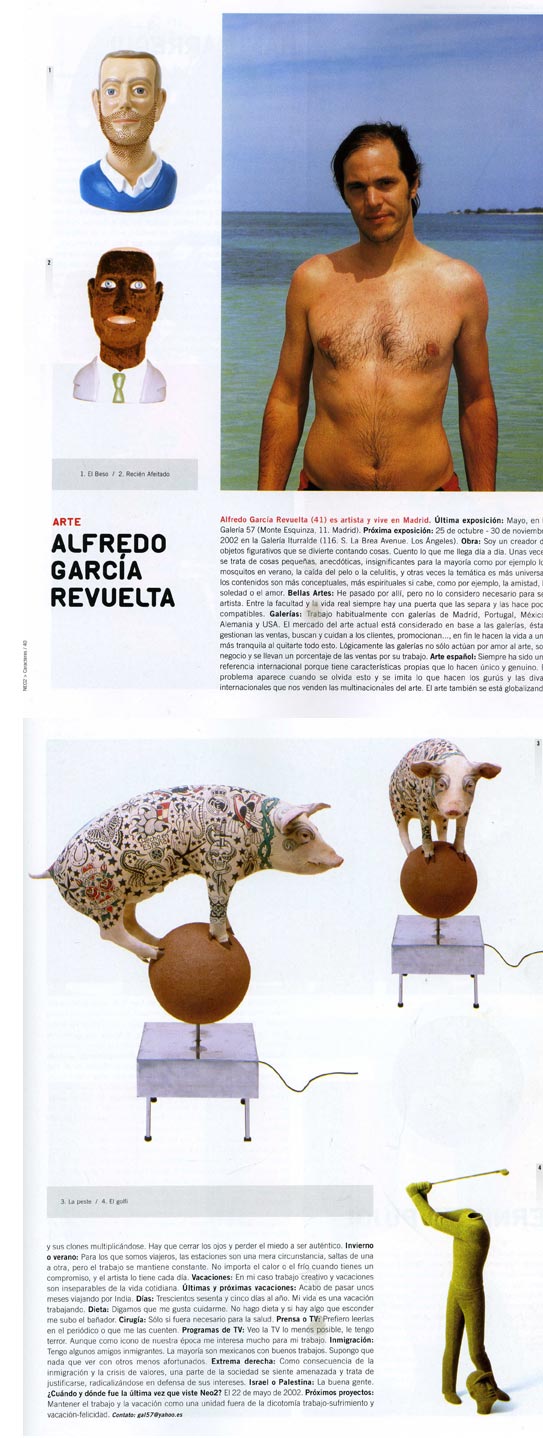 1
2
1. El Beso / 2. Recién Afeitado
ARTE
ALFREDO
GARCÍA
REVUELTA
NEO2 > Caracteres / 40
Alfredo García Revuelta (41) es artista y vive en Madrid. Última exposición: Mayo, en l
Galería 57 (Monte Esquinza, 11. Madrid). Próxima exposición: 25 de octubre - 30 de noviembre
2002 en la Galería Iturralde (116. S. La Brea Avenue. Los Ángeles). Obra: Soy un creador d
objetos figurativos que se divierte contando cosas. Cuento lo que me llega día a día. Unas vece
se trata de cosas pequeñas, anecdóticas, insignificantes para la mayoría como por ejemplo lo
mosquitos en verano, la caída del pelo o la celulitis, y otras veces la temática es más universa
los contenidos son más conceptuales, más espirituales si cabe, como por ejemplo, la amistad, l
soledad o el amor. Bellas Artes: He pasado por allí, pero no lo considero necesario para se
artista. Entre la facultad y la vida real siempre hay una puerta que las separa y las hace poc
compatibles. Galerías: Trabajo habitualmente con galerías de Madrid, Portugal, Méxic
Alemania y USA. El mercado del arte actual está considerado en base a las galerías, ésta
gestionan las ventas, buscan y cuidan a los clientes, promocionan..., en fin le hacen la vida a un
más tranquila al quitarte todo esto. Lógicamente las galerías no sólo actúan por amor al arte, so
negocio y se llevan un porcentaje de las ventas por su trabajo. Arte español: Siempre ha sido un
referencia internacional porque tiene características propias que lo hacen único y genuino. E
problema aparece cuando se olvida esto y se imita lo que hacen los gurús y las diva
internacionales que nos venden las multinacionales del arte. El arte también se está globalizand
3
3. La peste / 4. El golfi
4
y sus clones multiplicándose. Hay que cerrar los ojos y perder el miedo a ser auténtico. Invierno
o verano: Para los que somos viajeros, las estaciones son una mera circunstancia, saltas de una
a otra, pero el trabajo se mantiene constante. No importa el calor o el frío cuando tienes un
compromiso, y el artista lo tiene cada día. Vacaciones: En mi caso trabajo creativo y vacaciones
son inseparables de la vida cotidiana. Últimas y próximas vacaciones: Acabo de pasar unos
meses viajando por India. Días: Trescientos sesenta y cinco días al año. Mi vida es una vacación
trabajando. Dieta: Digamos que me gusta cuidarme. No hago dieta y si hay algo que esconder
me subo el bañador. Cirugía: Sólo si fuera necesario para la salud. Prensa o TV: Prefiero leerlas
en el periódico o que me las cuenten. Programas de TV: Veo la TV lo menos posible, le tengo
terror. Aunque como icono de nuestra época me interesa mucho para mi trabajo. Inmigración:
Tengo algunos amigos inmigrantes. La mayoría son mexicanos con buenos trabajos. Supongo que
nada que ver con otros menos afortunados. Extrema derecha: Como consecuencia de la
inmigración y la crisis de valores, una parte de la sociedad se siente amenazada y trata de
justificarse, radicalizándose en defensa de sus intereses. Israel o Palestina: La buena gente.
¿Cuándo y dónde fue la última vez que viste Neo2? El 22 de mayo de 2002. Próximos proyectos:
Mantener el trabajo y la vacación como una unidad fuera de la dicotomía trabajo-sufrimiento y
vacación-felicidad. Contato: gal57@yahoo.es